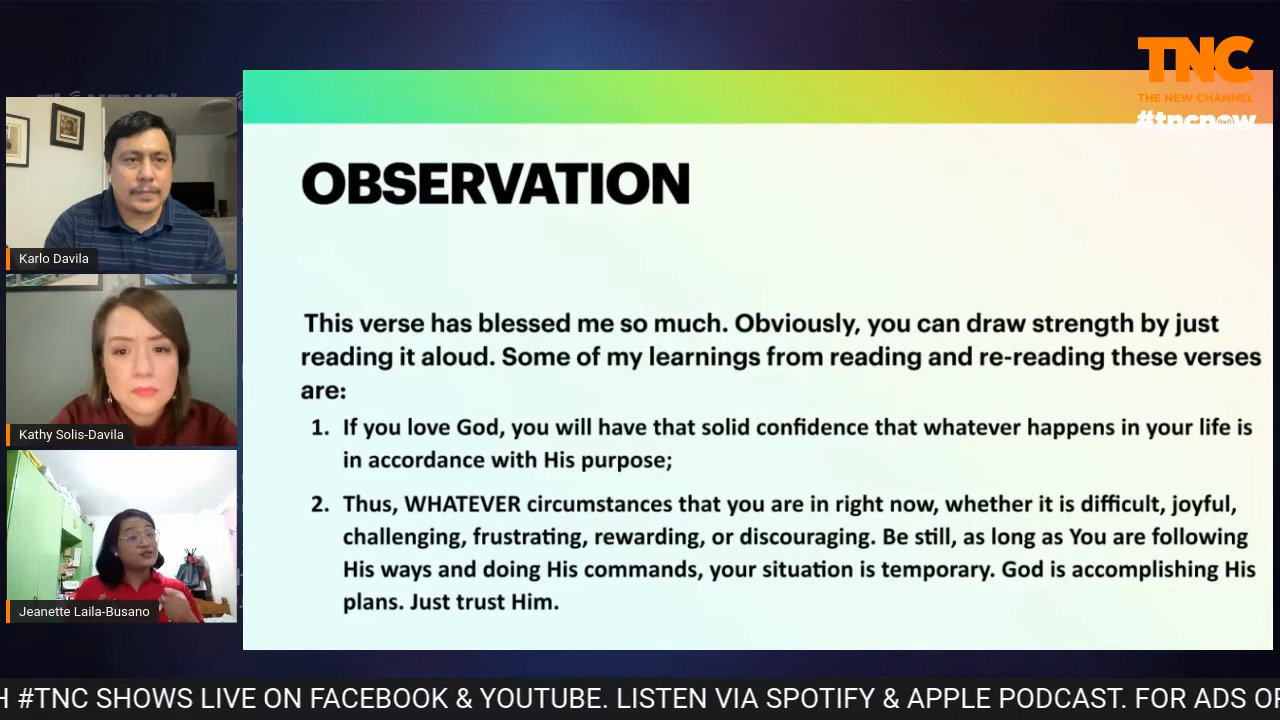 TNC
THE NEW CHANNEL
#tncnow
Karlo Davila
Kathy Solis-Davila
Jeanette Laila-Busano
OBSERVATION
This verse has blessed me so much. Obviously, you can draw strength by just
reading it aloud. Some of my learnings from reading and re-reading these verses
are:
1. If you love God, you will have that solid confidence that whatever happens in your life is
in accordance with His purpose;
2. Thus, WHATEVER circumstances that you are in right now, whether it is difficult, joyful,
challenging, frustrating, rewarding, or discouraging. Be still, as long as You are following
His ways and doing His commands, your situation is temporary. God is accomplishing His
plans. Just trust Him.
H #TNC SHOWS LIVE ON FACEBOOK & YOUTUBE. LISTEN VIA SPOTIFY & APPLE PODCAST. FOR ADS OR